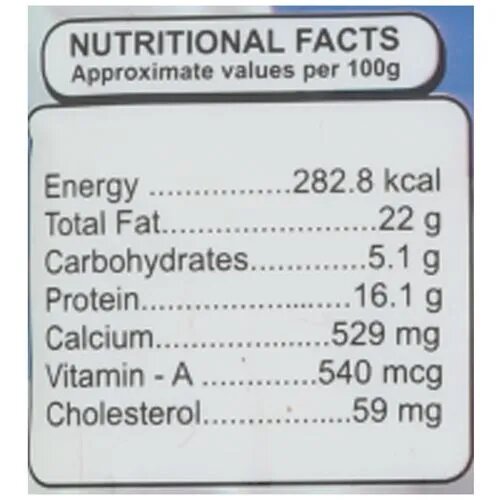 NUTRITIONAL FACTS
Approximate values per 100g
Energy ..................282.8 kcal
Total Fat...........................22 g
Carbohydrates..............5.1 g
Protein........................16.1 g
Calcium.....................529 mg
Vitamin - A ..............540 mcg
Cholesterol..................59 mg